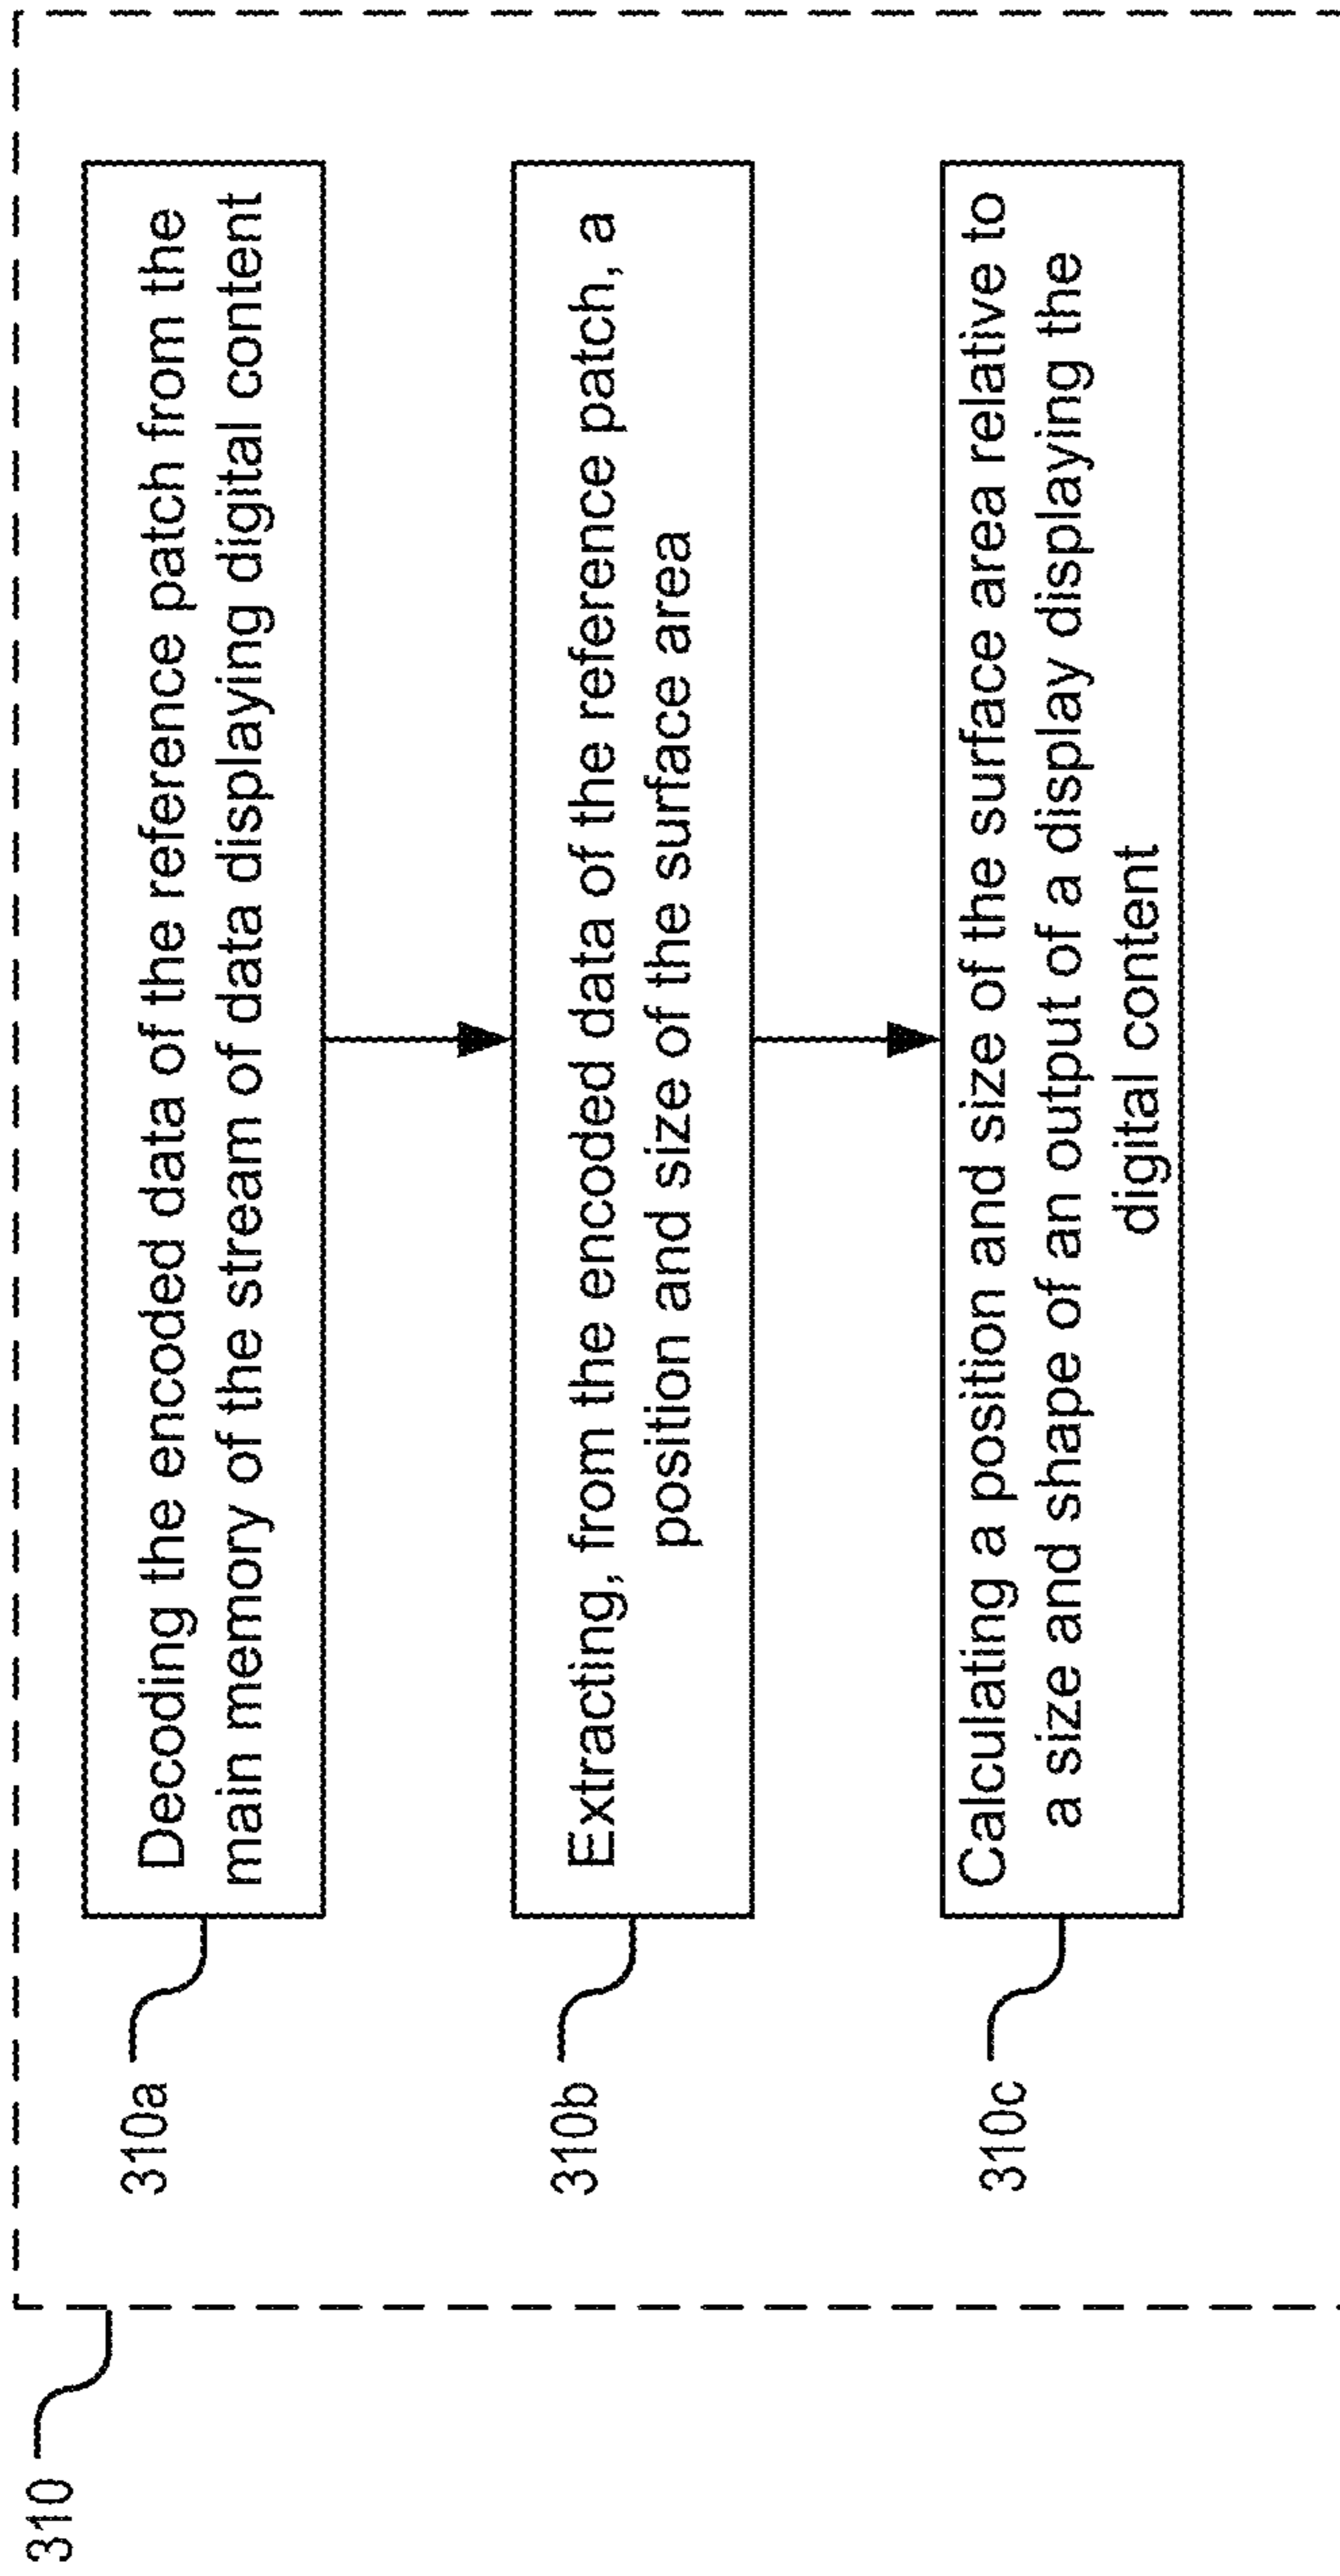 310
310a
Decoding the encoded data of the reference patch from the
main memory of the stream of data displaying digital content
310b
Extracting, from the encoded data of the reference patch, a
position and size of the surface area
310c
Calculating a position and size of the surface area relative to
a size and shape of an output of a display displaying the
digital content